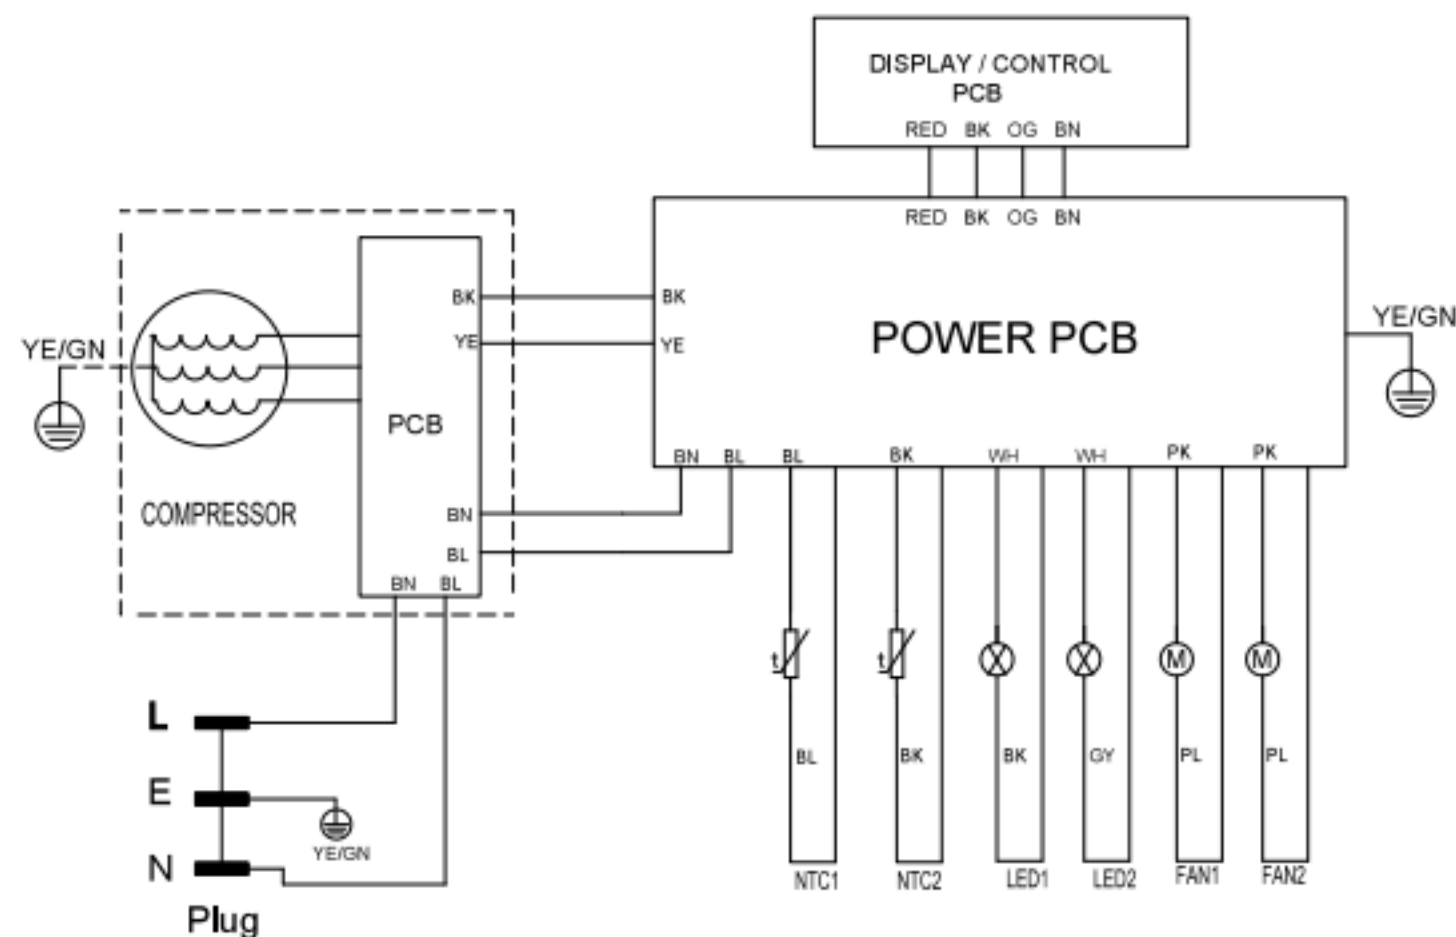 DISPLAY / CONTROL
PCB
RED BK OG BN
RED BK OG BN
BK
YE
BK
YE
POWER PCB
YE/GN
YE/GN
PCB
COMPRESSOR
BN
BL
BN BL
BN BL BL BK WH WH PK PK
t t M M
BL BK BK GY PL PL
NTC1 NTC2 LED1 LED2 FAN1 FAN2
L
E
YE/GN
N
Plug